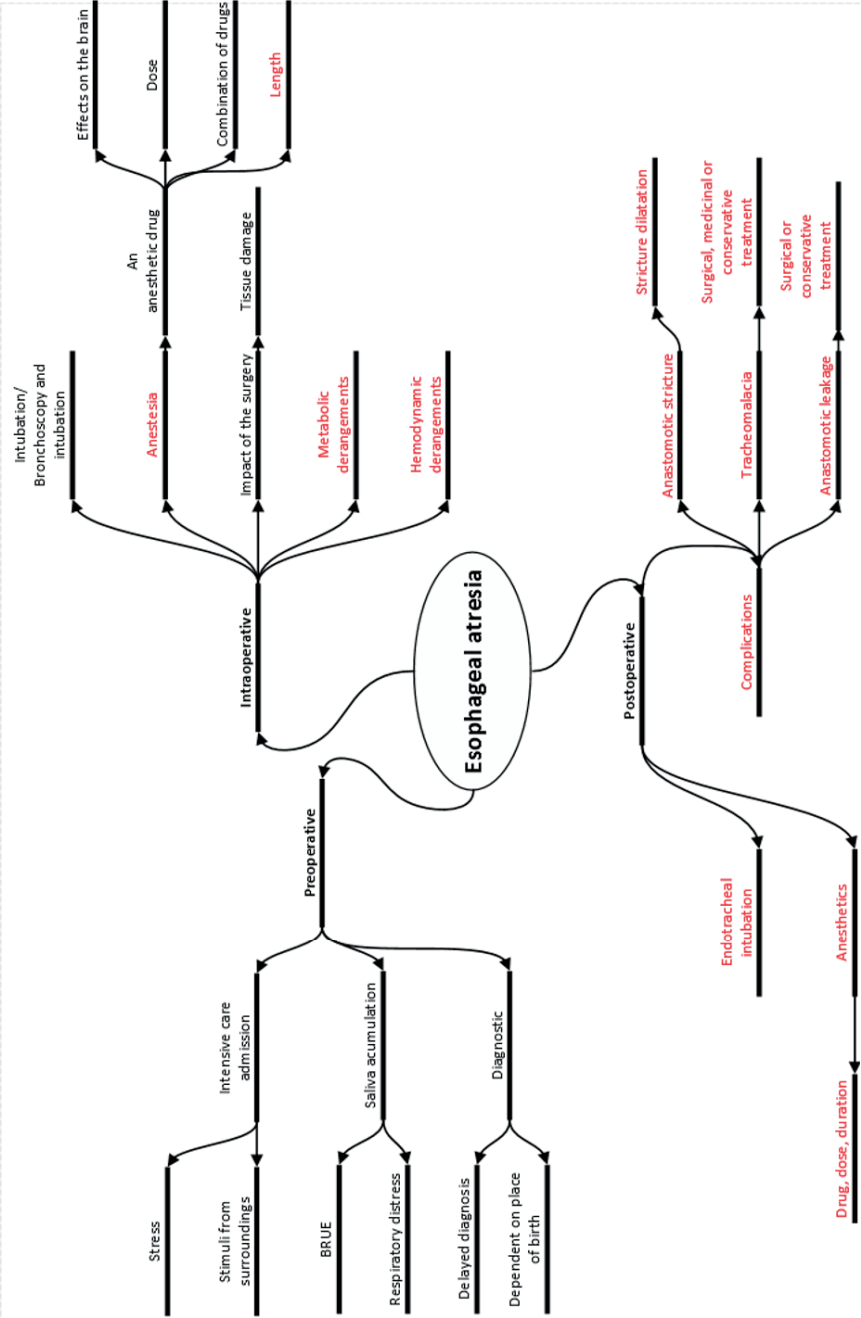 Stress
Stimuli from
surroundings
BRUE
Respiratory distress
Delayed diagnosis
Dependent on place
of birth
Intensive care
admission
Saliva acumulation
Diagnostic
Preoperative
Esophageal atresia
Intraoperative
Intubation/
Bronchoscopy and
intubation
Anestesia
Impact of the surgery
Metabolic
derangements
Hemodynamic
derangements
An
anesthetic drug
Tissue damage
Effects on the brain
Dose
Combination of drugs
Length
Postoperative
Endotracheal
intubation
Anesthetics
Drug, dose, duration
Complications
Anastomotic stricture
Tracheomalacia
Anastomotic leakage
Stricture dilatation
Surgical, medicinal or
conservative
treatment
Surgical or
conservative
treatment